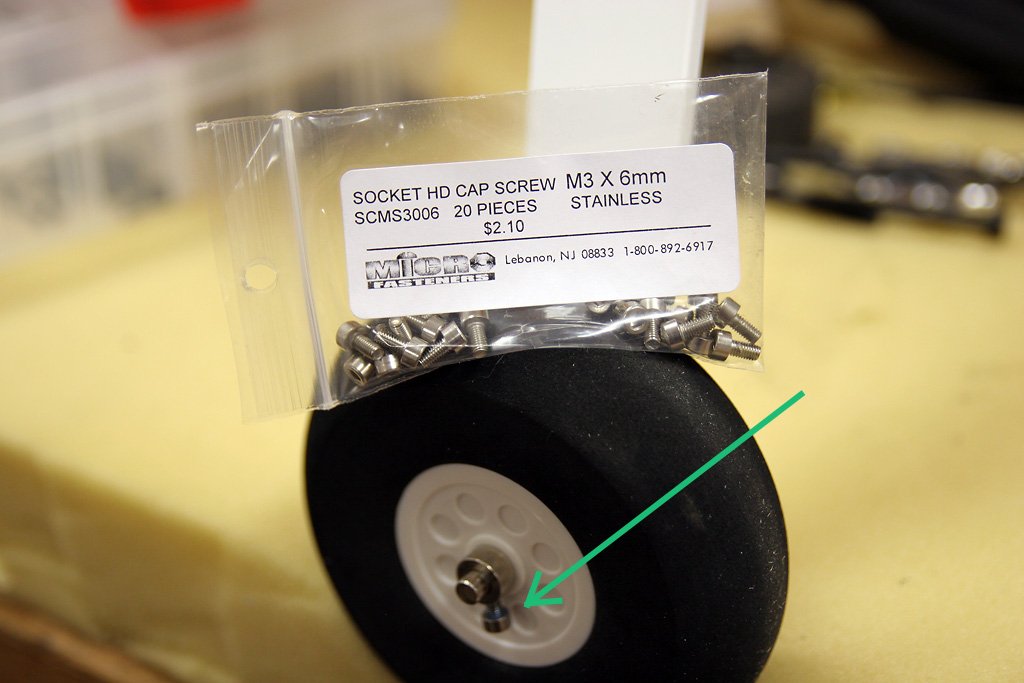 SOCKET HD CAP SCREW M3 X 6mm
SCMS3006 20 PIECES STAINLESS
$2.10
MICRO FASTENERS
Lebanon, NJ 08833 1-800-892-6917